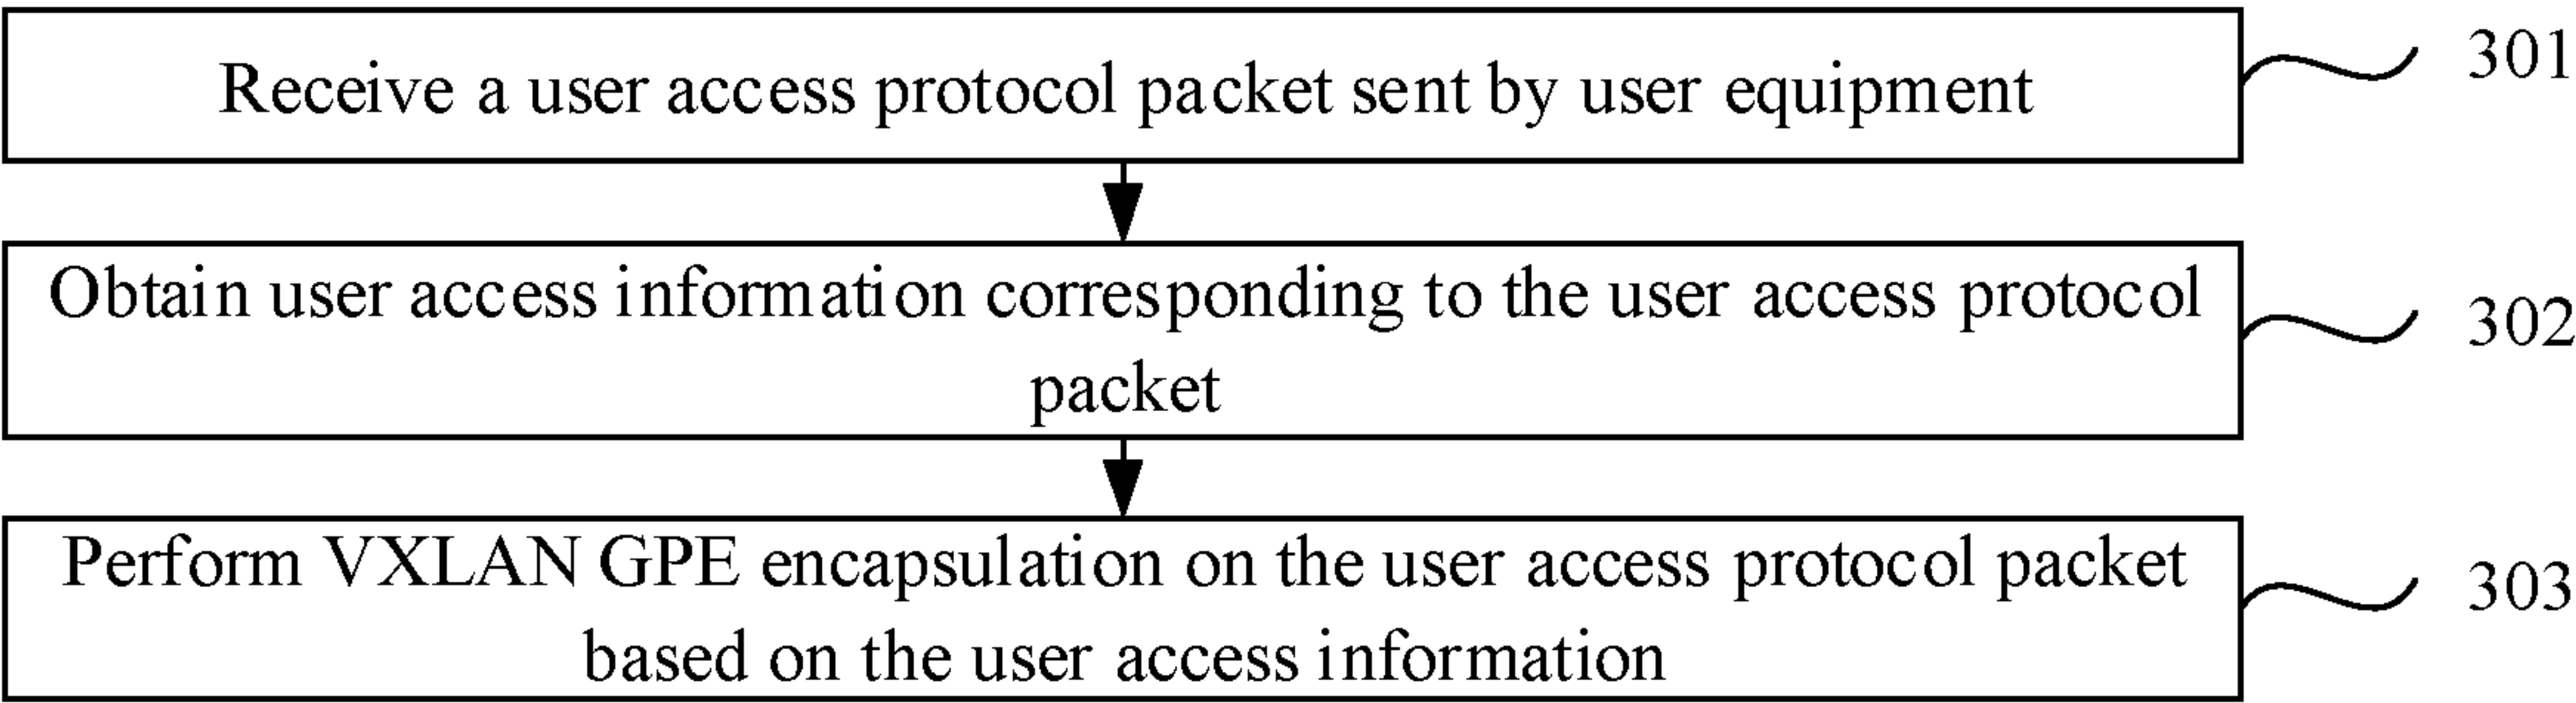 Receive a user access protocol packet sent by user equipment
301
Obtain user access information corresponding to the user access protocol
packet
302
Perform VXLAN GPE encapsulation on the user access protocol packet
based on the user access information
303